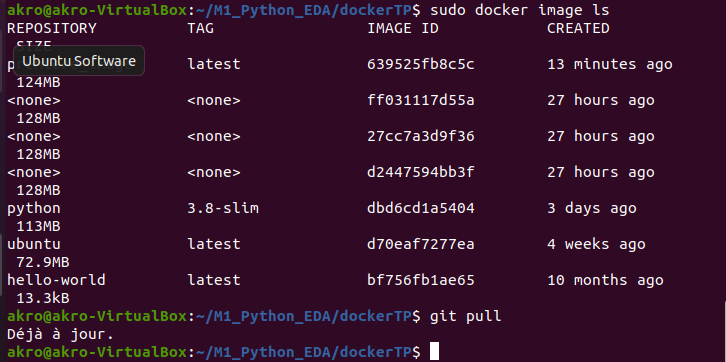 akro@akro-VirtualBox:~/M1_Python_EDA/dockerTP$ sudo docker image ls
REPOSITORY TAG IMAGE ID CREATED
SIZE
Ubuntu Software
latest 639525fb8c5c 13 minutes ago
124MB
<none> <none> ff031117d55a 27 hours ago
128MB
<none> <none> 27cc7a3d9f36 27 hours ago
128MB
<none> <none> d2447594bb3f 27 hours ago
128MB
python 3.8-slim dbd6cd1a5404 3 days ago
113MB
ubuntu latest d70eaf7277ea 4 weeks ago
72.9MB
hello-world latest bf756fb1ae65 10 months ago
13.3kB
akro@akro-VirtualBox:~/M1_Python_EDA/dockerTP$ git pull
Déjà à jour.
akro@akro-VirtualBox:~/M1_Python_EDA/dockerTP$